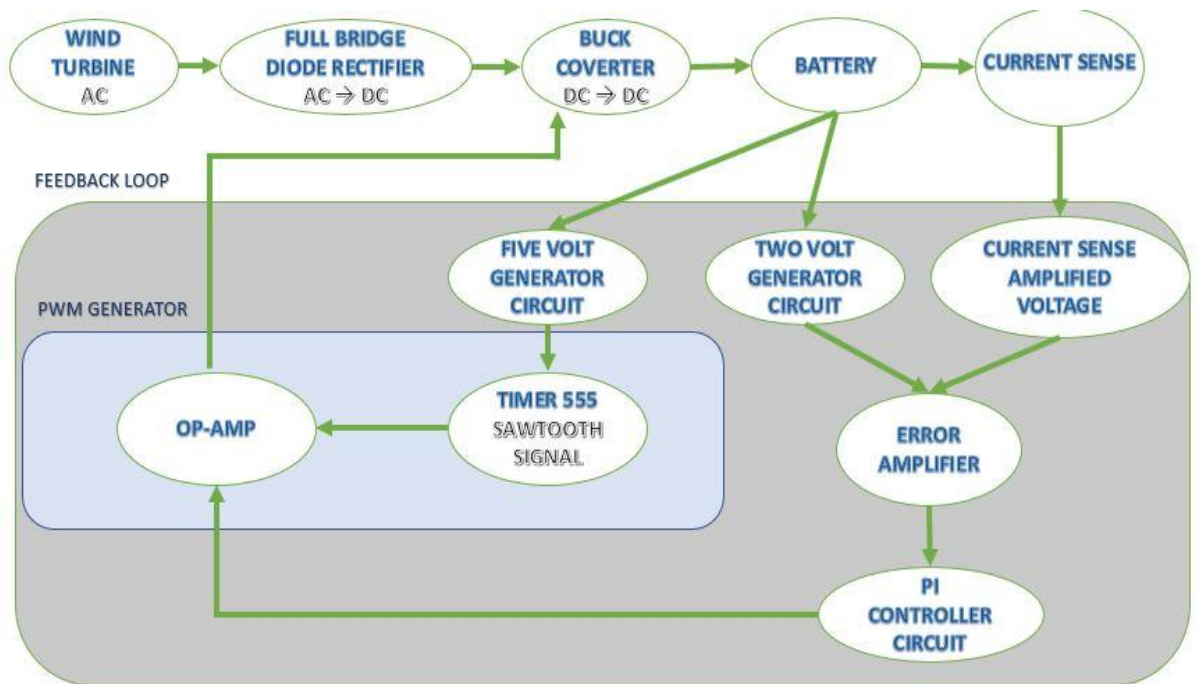 WIND
TURBINE
AC
FULL BRIDGE
DIODE RECTIFIER
AC → DC
BUCK
COVERTER
DC → DC
BATTERY
CURRENT SENSE
FEEDBACK LOOP
FIVE VOLT
GENERATOR
CIRCUIT
TWO VOLT
GENERATOR
CIRCUIT
CURRENT SENSE
AMPLIFIED
VOLTAGE
PWM GENERATOR
OP-AMP
TIMER 555
SAWTOOTH
SIGNAL
ERROR
AMPLIFIER
PI
CONTROLLER
CIRCUIT